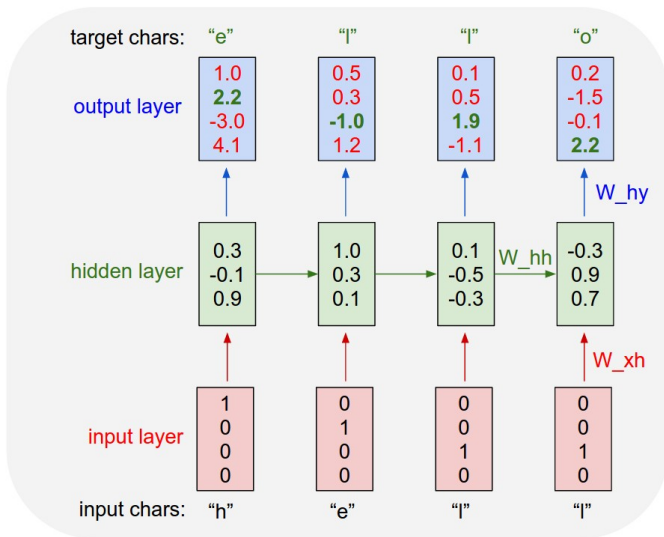 target chars: “e” “l” “l” “o”
1.0 0.5 0.1 0.2
2.2 0.3 0.5 -1.5
output layer
-3.0 -1.0 1.9 -0.1
4.1 1.2 -1.1 2.2
W_hy
0.3 1.0 0.1 -0.3
W_hh
hidden layer -0.1 0.3 -0.5 0.9
0.9 0.1 -0.3 0.7
W_xh
1 0 0 0
0 1 0 0
input layer
0 0 1 1
0 0 0 0
input chars: “h” “e” “l” “l”